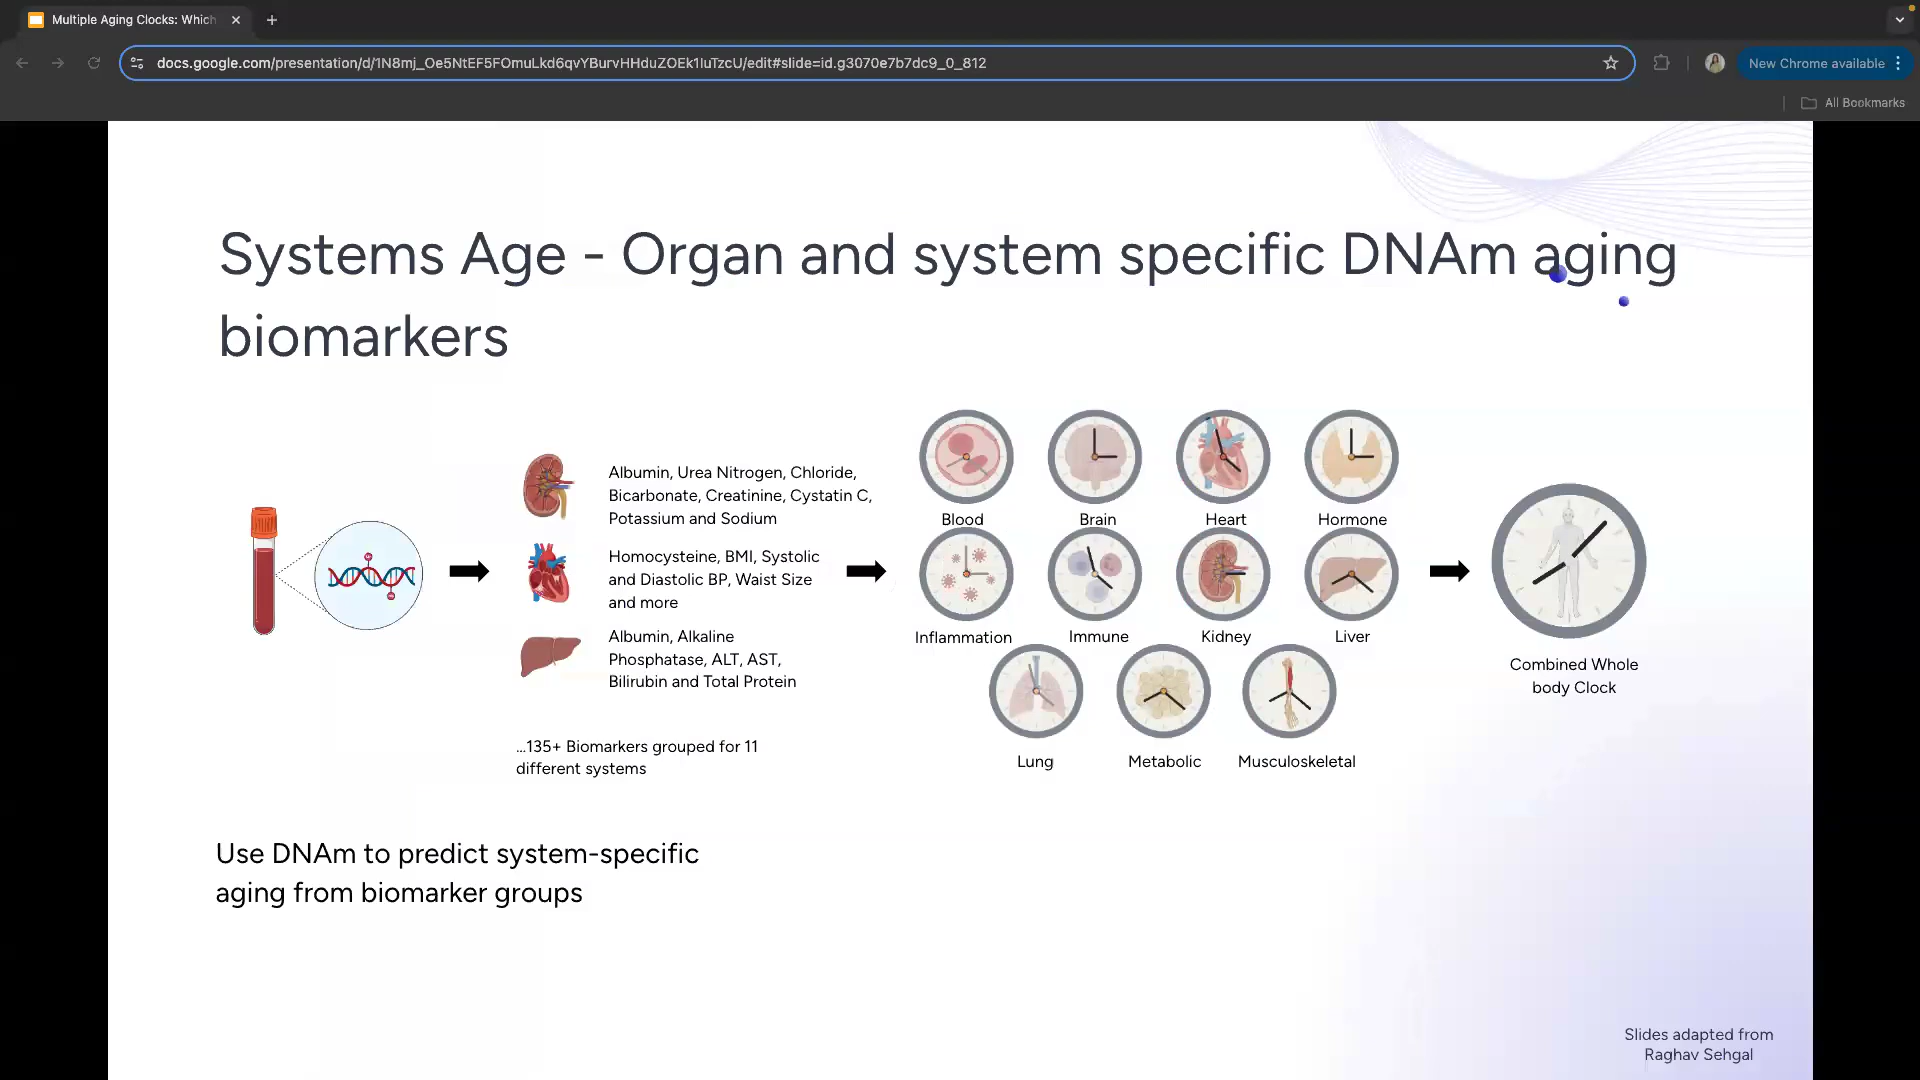 Multiple Aging Clocks: Which
docs.google.com/presentation/d/1N8mj_Oe5NtEF5FOmuLkd6qvYBurvHHduZOEk1luTzcU/edit#slide=id.g3070e7b7dc9_0_812
New Chrome available
All Bookmarks
Systems Age - Organ and system specific DNAm aging
biomarkers
Albumin, Urea Nitrogen, Chloride,
Bicarbonate, Creatinine, Cystatin C,
Potassium and Sodium
Homocysteine, BMI, Systolic
and Diastolic BP, Waist Size
and more
Albumin, Alkaline
Phosphatase, ALT, AST,
Bilirubin and Total Protein
...135+ Biomarkers grouped for 11
different systems
Blood
Brain
Heart
Hormone
Inflammation
Immune
Kidney
Liver
Lung
Metabolic
Musculoskeletal
Combined Whole
body Clock
Use DNAm to predict system-specific
aging from biomarker groups
Slides adapted from
Raghav Sehgal